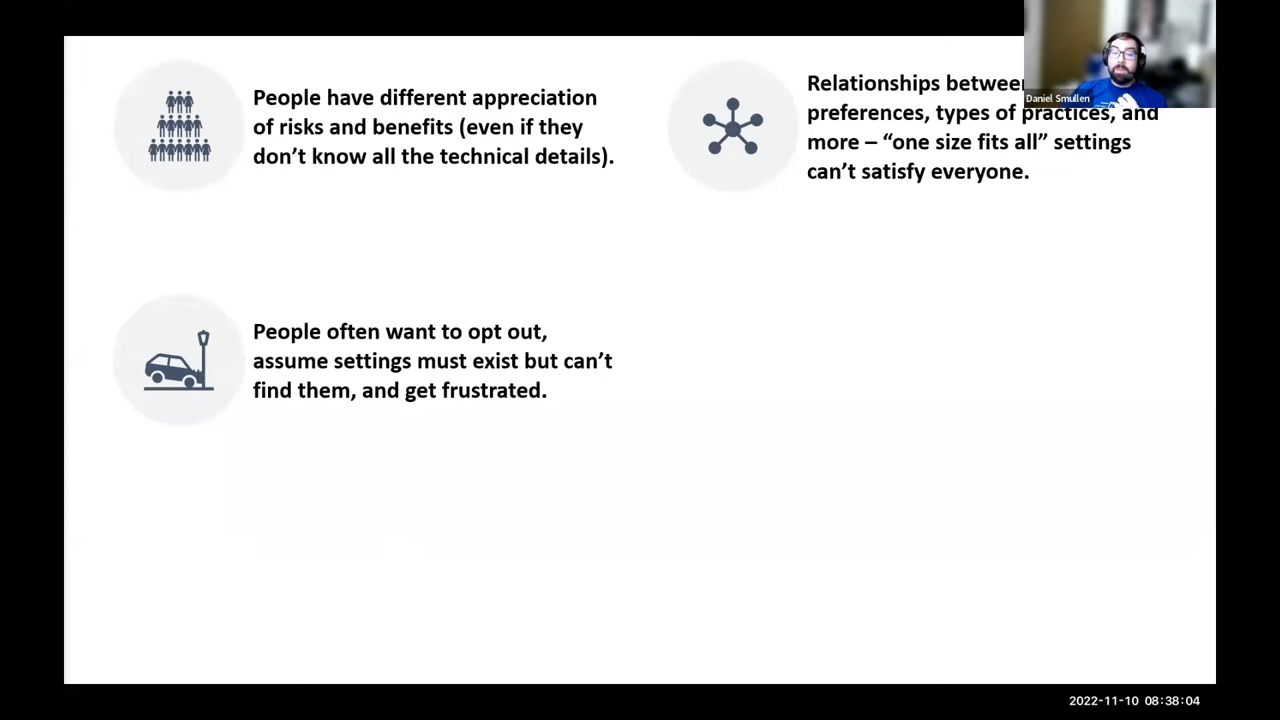 People have different appreciation
of risks and benefits (even if they
don't know all the technical details).
Relationships between
preferences, types of practices, and
more – “one size fits all” settings
can't satisfy everyone.
Daniel Smullen
People often want to opt out,
assume settings must exist but can't
find them, and get frustrated.
2022-11-10 08:38:04